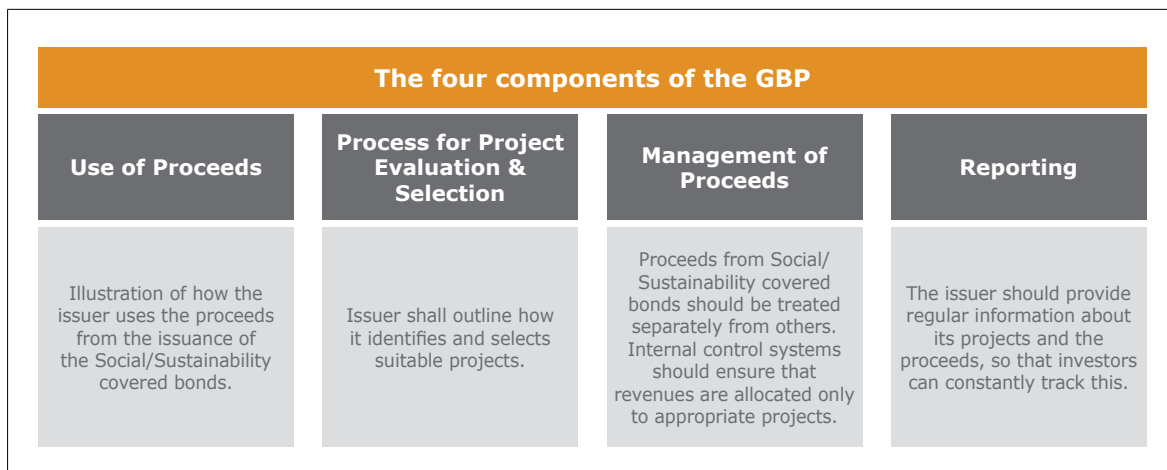 The four components of the GBP
Use of Proceeds
Process for Project
Evaluation &
Selection
Management of
Proceeds
Reporting
Illustration of how the
issuer uses the proceeds
from the issuance of
the Social/Sustainability
covered bonds.
Issuer shall outline how
it identifies and selects
suitable projects.
Proceeds from Social/
Sustainability covered
bonds should be treated
separately from others.
Internal control systems
should ensure that
revenues are allocated only
to appropriate projects.
The issuer should provide
regular information about
its projects and the
proceeds, so that investors
can constantly track this.